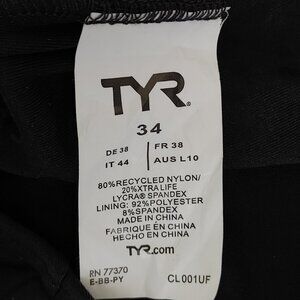 TYR®
34
DE 38 | FR 38
IT 44 | AUS L10
80%RECYCLED NYLON/
20%XTRA LIFE
LYCRA® SPANDEX
LINING: 92%POLYESTER
8%SPANDEX
MADE IN CHINA
FABRIQUE EN CHINA
HECHO EN CHINA
TYR.com
RN 77370
E-BB-PY CL001UF